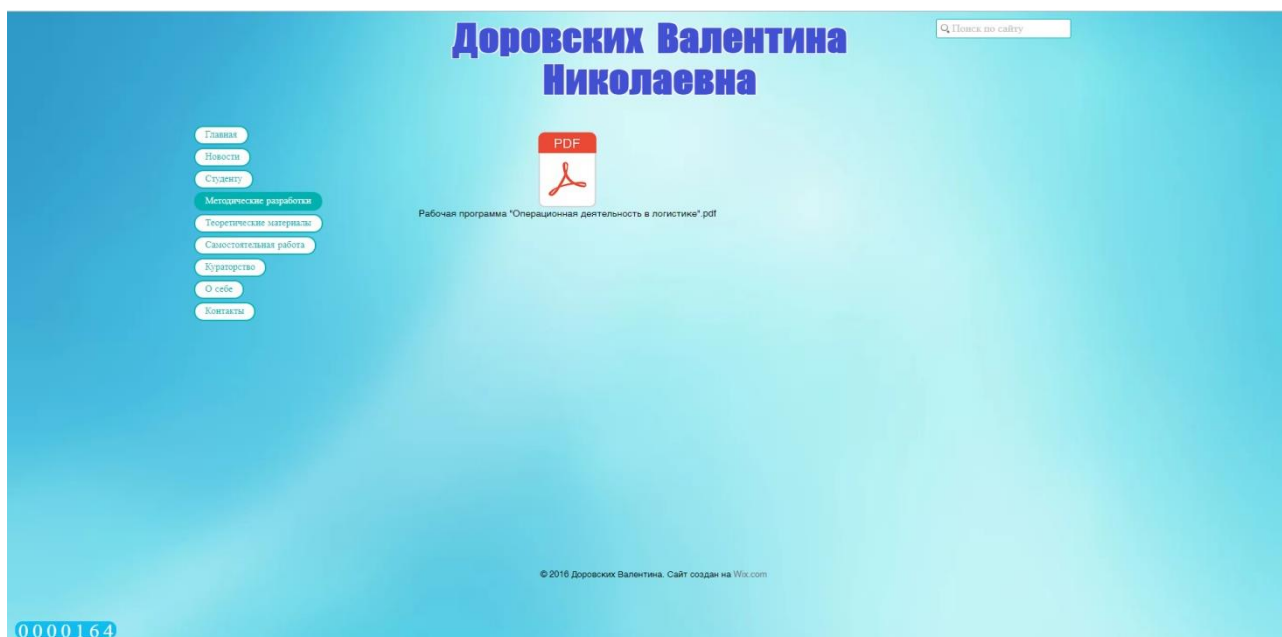 Доровских Валентина
Николаевна
Поиск по сайту
Главная
Новости
Студенту
Методические разработки
Теоретические материалы
Самостоятельная работа
Кураторство
О себе
Контакты
PDF
Рабочая программа "Операционная деятельность в логистике".pdf
© 2016 Доровских Валентина. Сайт создан на Wix.com
0000164